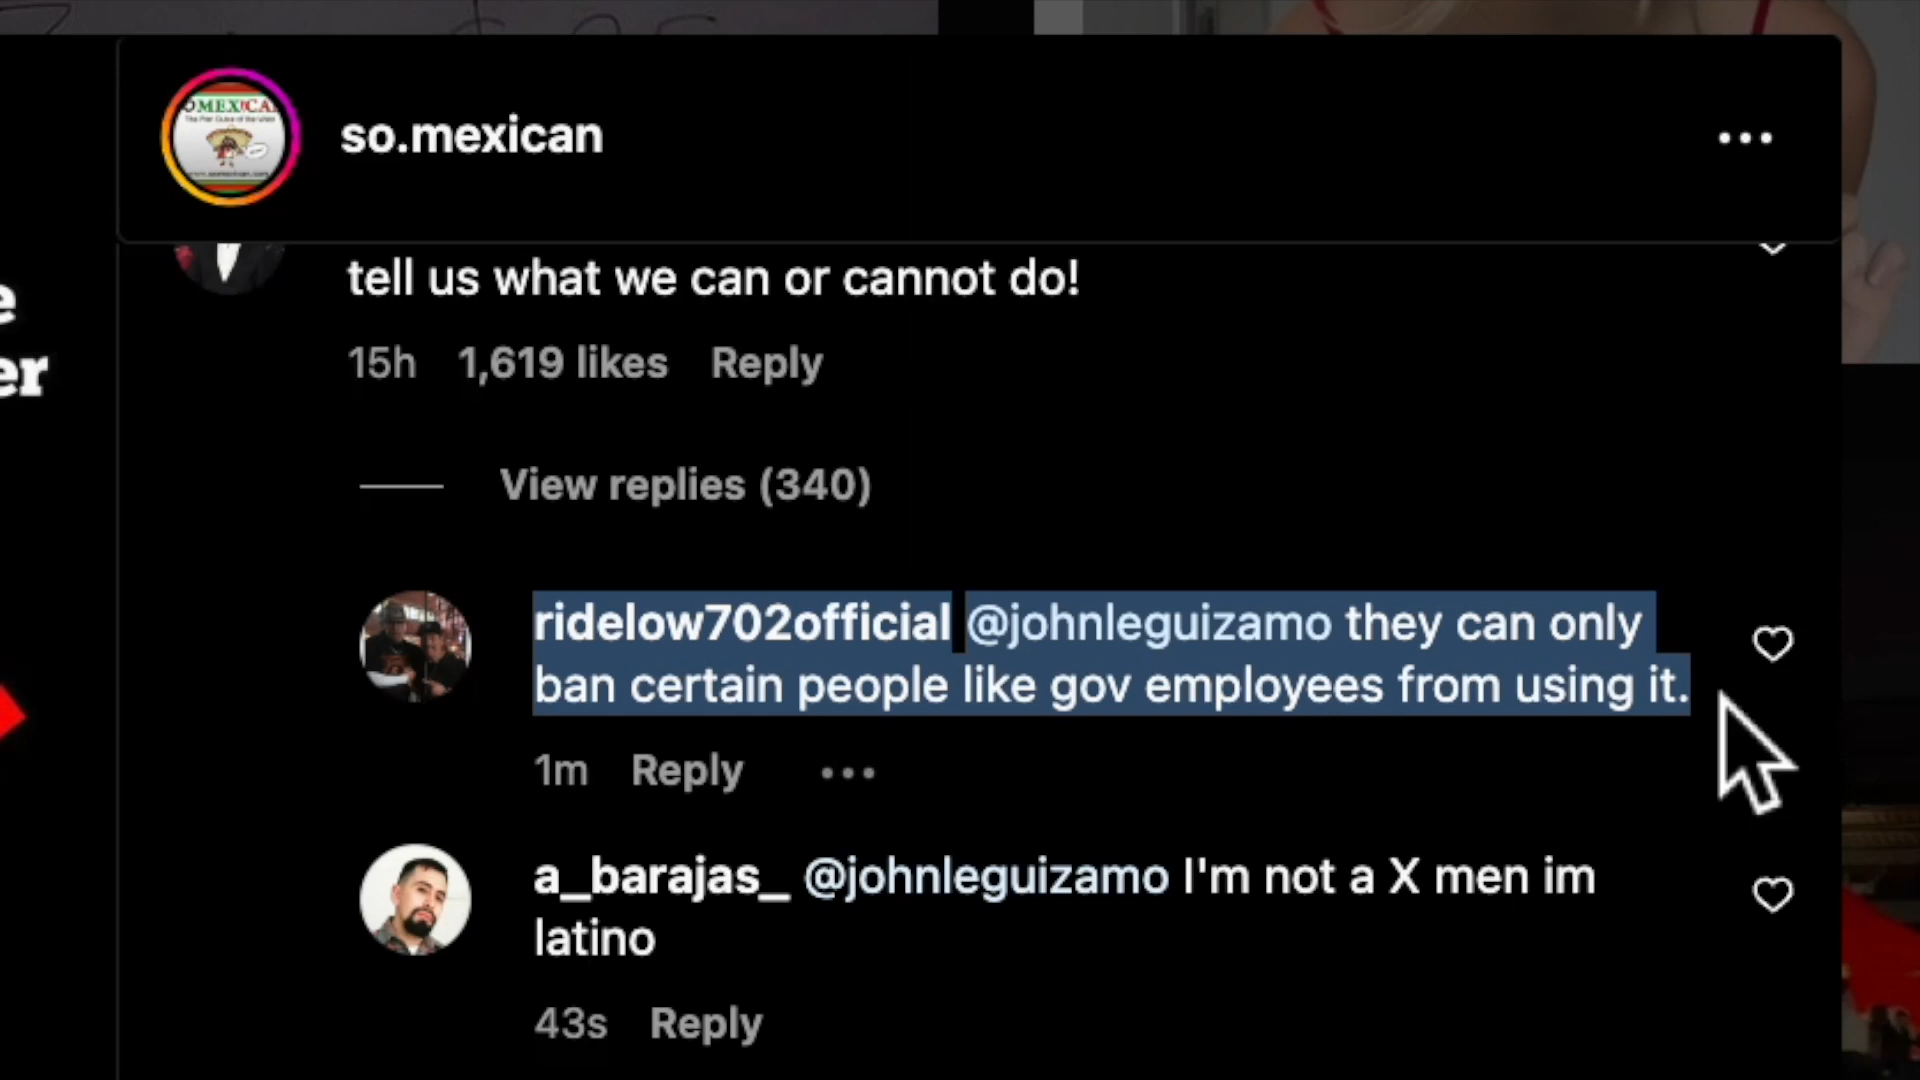 so.mexican
tell us what we can or cannot do!
15h 1,619 likes Reply
View replies (340)
ridelow702official @johnleguizamo they can only
ban certain people like gov employees from using it.
1m Reply
a_barajas_ @johnleguizamo I'm not a X men im
latino
43s Reply